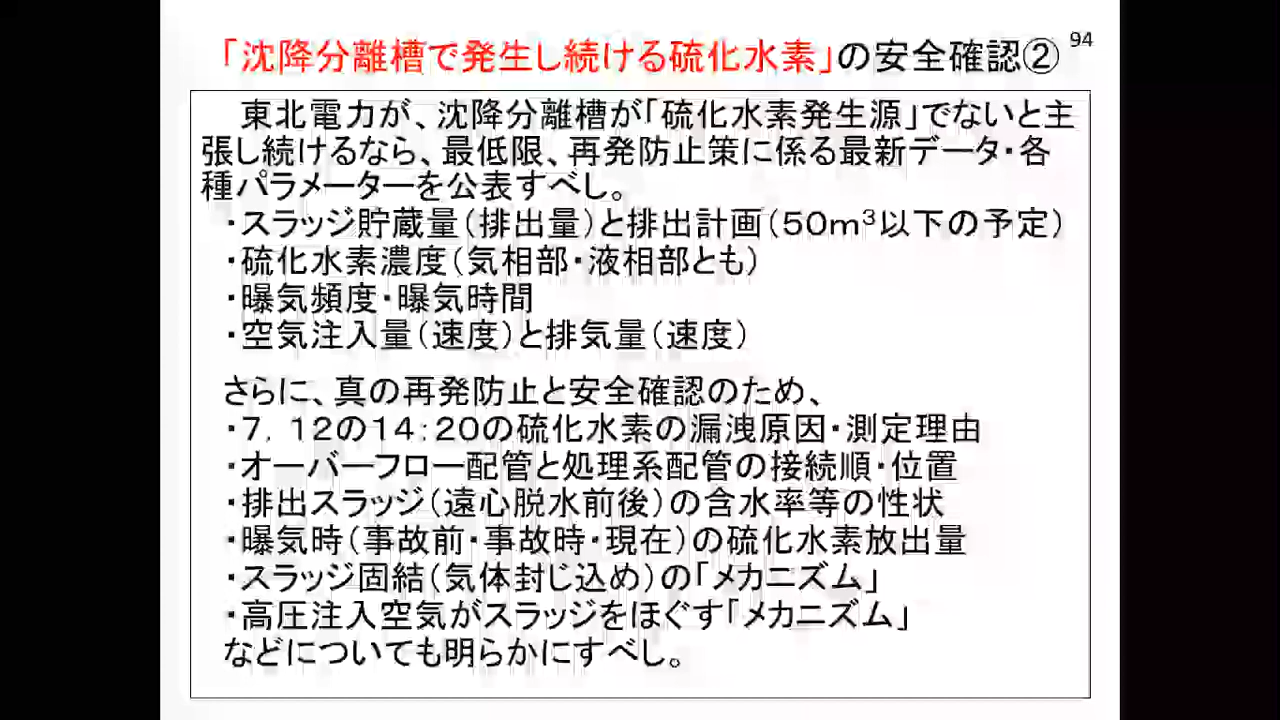 94
「沈降分離槽で発生し続ける硫化水素」の安全確認②
東北電力が、沈降分離槽が「硫化水素発生源」でないと主
張し続けるなら、最低限、再発防止策に係る最新データ・各
種パラメーターを公表すべし。
・スラッジ貯蔵量(排出量)と排出計画(50m³以下の予定)
・硫化水素濃度(気相部・液相部とも)
・曝気頻度・曝気時間
・空気注入量(速度)と排気量(速度)
さらに、真の再発防止と安全確認のため、
・7．12の14:20の硫化水素の漏洩原因・測定理由
・オーバーフロー配管と処理系配管の接続順・位置
・排出スラッジ(遠心脱水前後)の含水率等の性状
・曝気時(事故前・事故時・現在)の硫化水素放出量
・スラッジ固結(気体封じ込め)の「メカニズム」
・高圧注入空気がスラッジをほぐす「メカニズム」
などについても明らかにすべし。